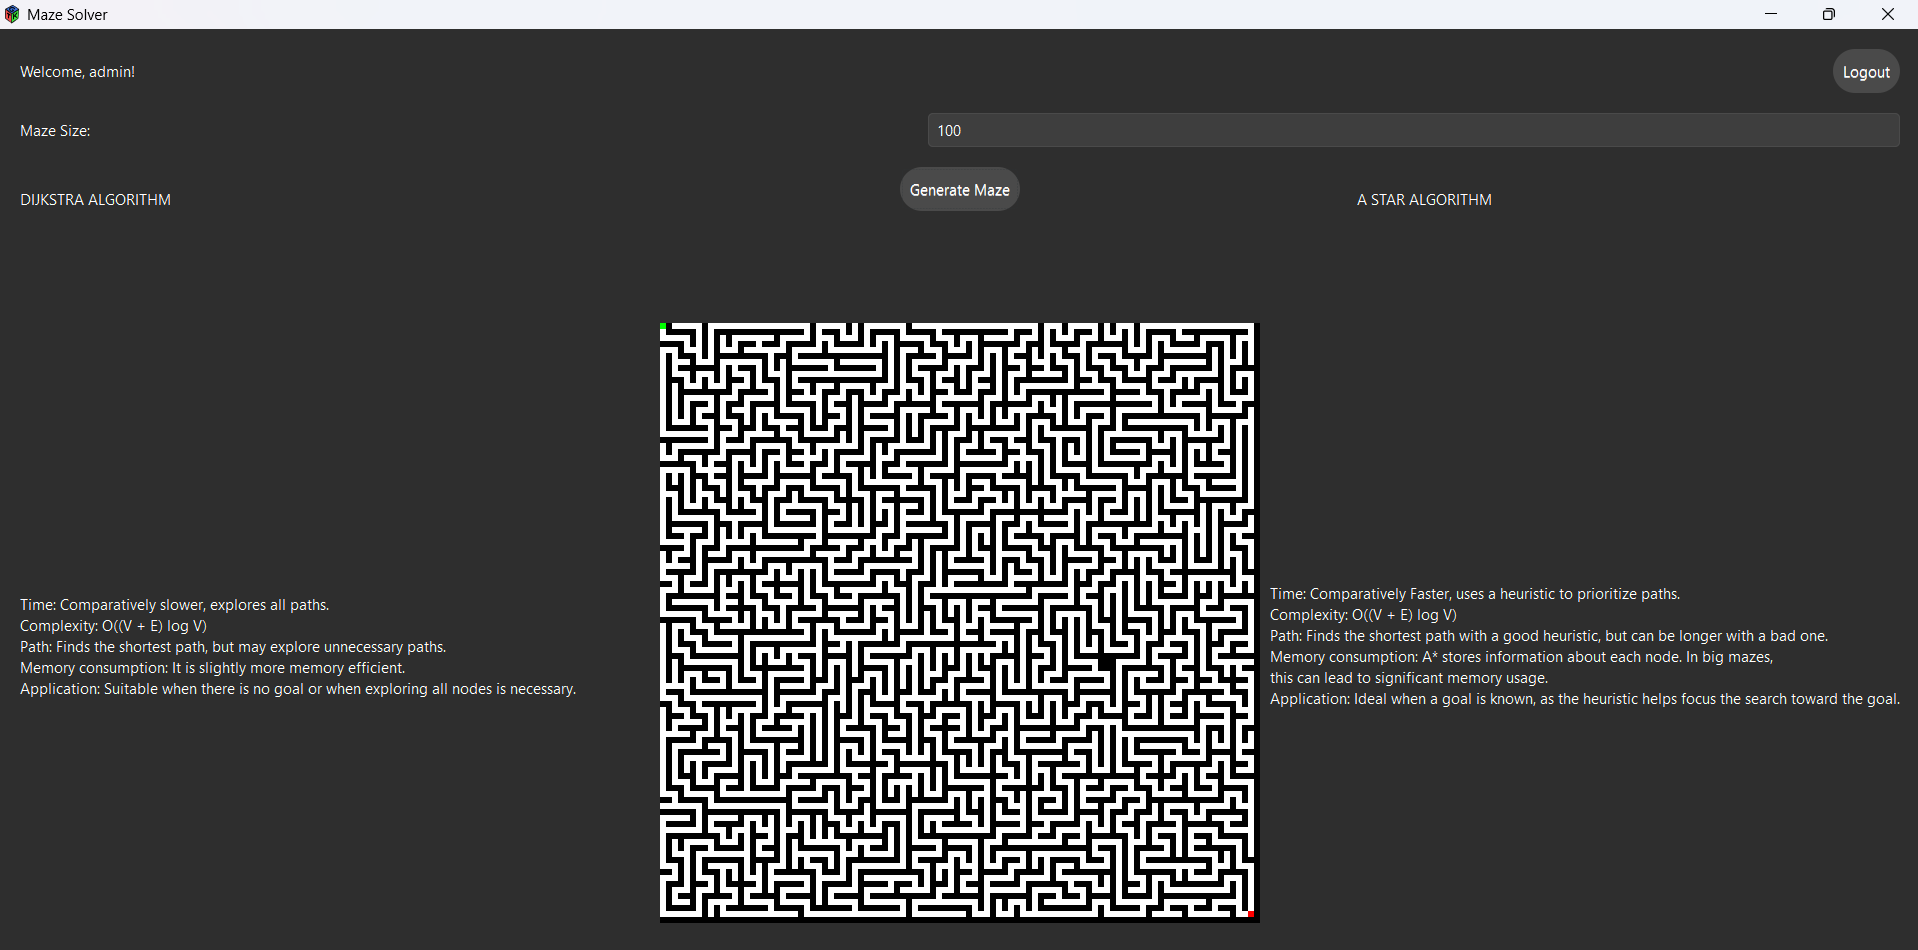 Maze Solver
Welcome, admin!
Logout
Maze Size:
100
Generate Maze
DIJKSTRA ALGORITHM
A STAR ALGORITHM
Time: Comparatively slower, explores all paths.
Complexity: O((V + E) log V)
Path: Finds the shortest path, but may explore unnecessary paths.
Memory consumption: It is slightly more memory efficient.
Application: Suitable when there is no goal or when exploring all nodes is necessary.
Time: Comparatively Faster, uses a heuristic to prioritize paths.
Complexity: O((V + E) log V)
Path: Finds the shortest path with a good heuristic, but can be longer with a bad one.
Memory consumption: A* stores information about each node. In big mazes,
this can lead to significant memory usage.
Application: Ideal when a goal is known, as the heuristic helps focus the search toward the goal.